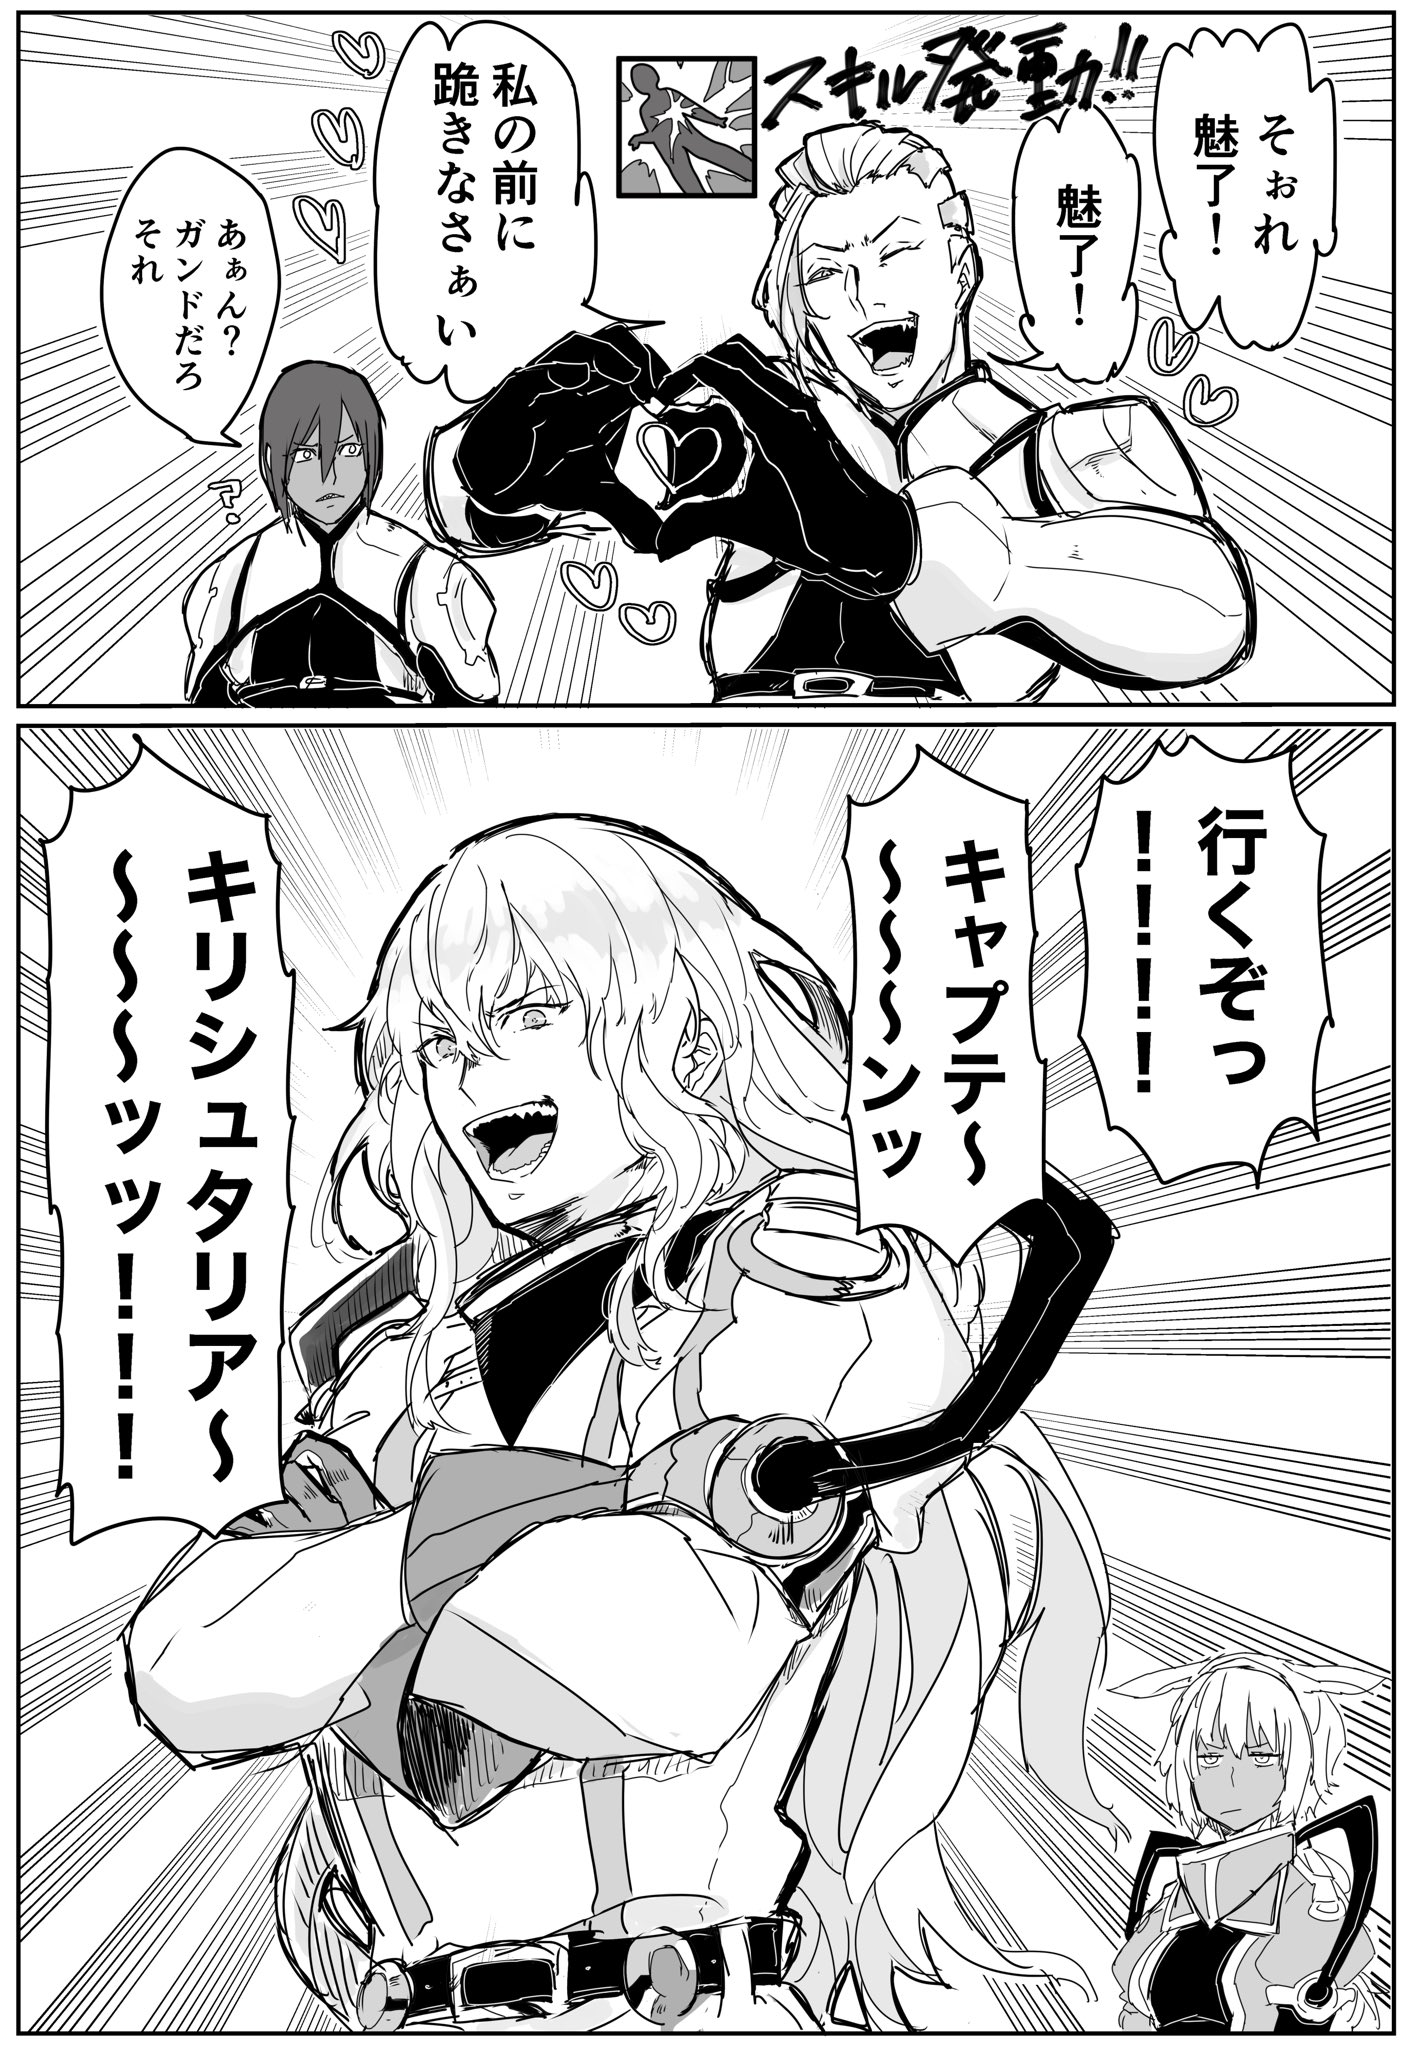 スキル発動!!
そぉれ
魅了！
魅了！
私の前に
跪きなさぁい
あぁん？
ガンドだろ
それ
?
行くぞっ
！！！！！
キャプテ〜
〜〜〜ンッ
キリシュタリア〜
〜〜〜〜ッッ！！！！